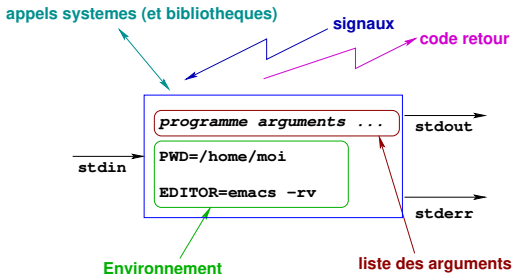 appels systemes (et bibliotheques)
signaux
code retour
programme arguments ...
stdout
stdin
PWD=/home/moi
EDITOR=emacs -rv
stderr
Environnement
liste des arguments